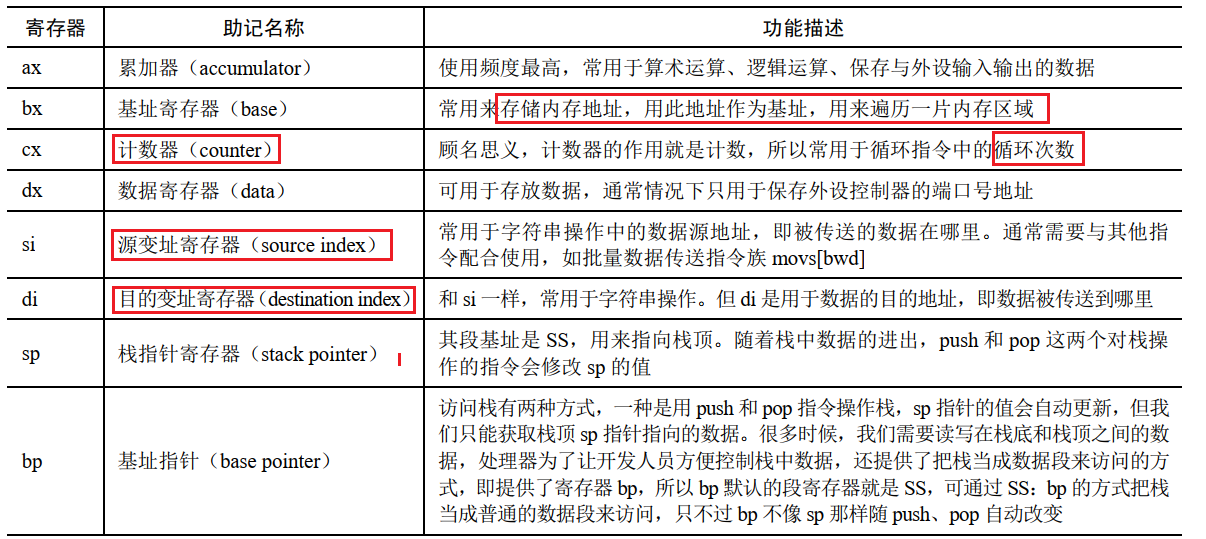 寄存器 助记名称 功能描述
ax 累加器（accumulator） 使用频度最高，常用于算术运算、逻辑运算、保存与外设输入输出的数据
bx 基址寄存器（base） 常用来存储内存地址，用此地址作为基址，用来遍历一片内存区域
cx 计数器（counter） 顾名思义，计数器的作用就是计数，所以常用于循环指令中的循环次数
dx 数据寄存器（data） 可用于存放数据，通常情况下只用于保存外设控制器的端口号地址
si 源变址寄存器（source index） 常用于字符串操作中的数据源地址，即被传送的数据在哪里。通常需要与其他指
令配合使用，如批量数据传送指令族 movs[bwd]
di 目的变址寄存器（destination index） 和 si 一样，常用于字符串操作。但 di 是用于数据的目的地址，即数据被传送到哪里
sp 栈指针寄存器（stack pointer） 其段基址是 SS，用来指向栈顶。随着栈中数据的进出，push 和 pop 这两个对栈操
作的指令会修改 sp 的值
bp 基址指针（base pointer） 访问栈有两种方式，一种是用 push 和 pop 指令操作栈，sp 指针的值会自动更新，但我
们只能获取栈顶 sp 指针指向的数据。很多时候，我们需要读写在栈底和栈顶之间的数
据，处理器为了让开发人员方便控制栈中数据，还提供了把栈当成数据段来访问的方
式，即提供了寄存器 bp，所以 bp 默认的段寄存器就是 SS，可通过 SS：bp 的方式把栈
当成普通的数据段来访问，只不过 bp 不像 sp 那样随 push、pop 自动改变